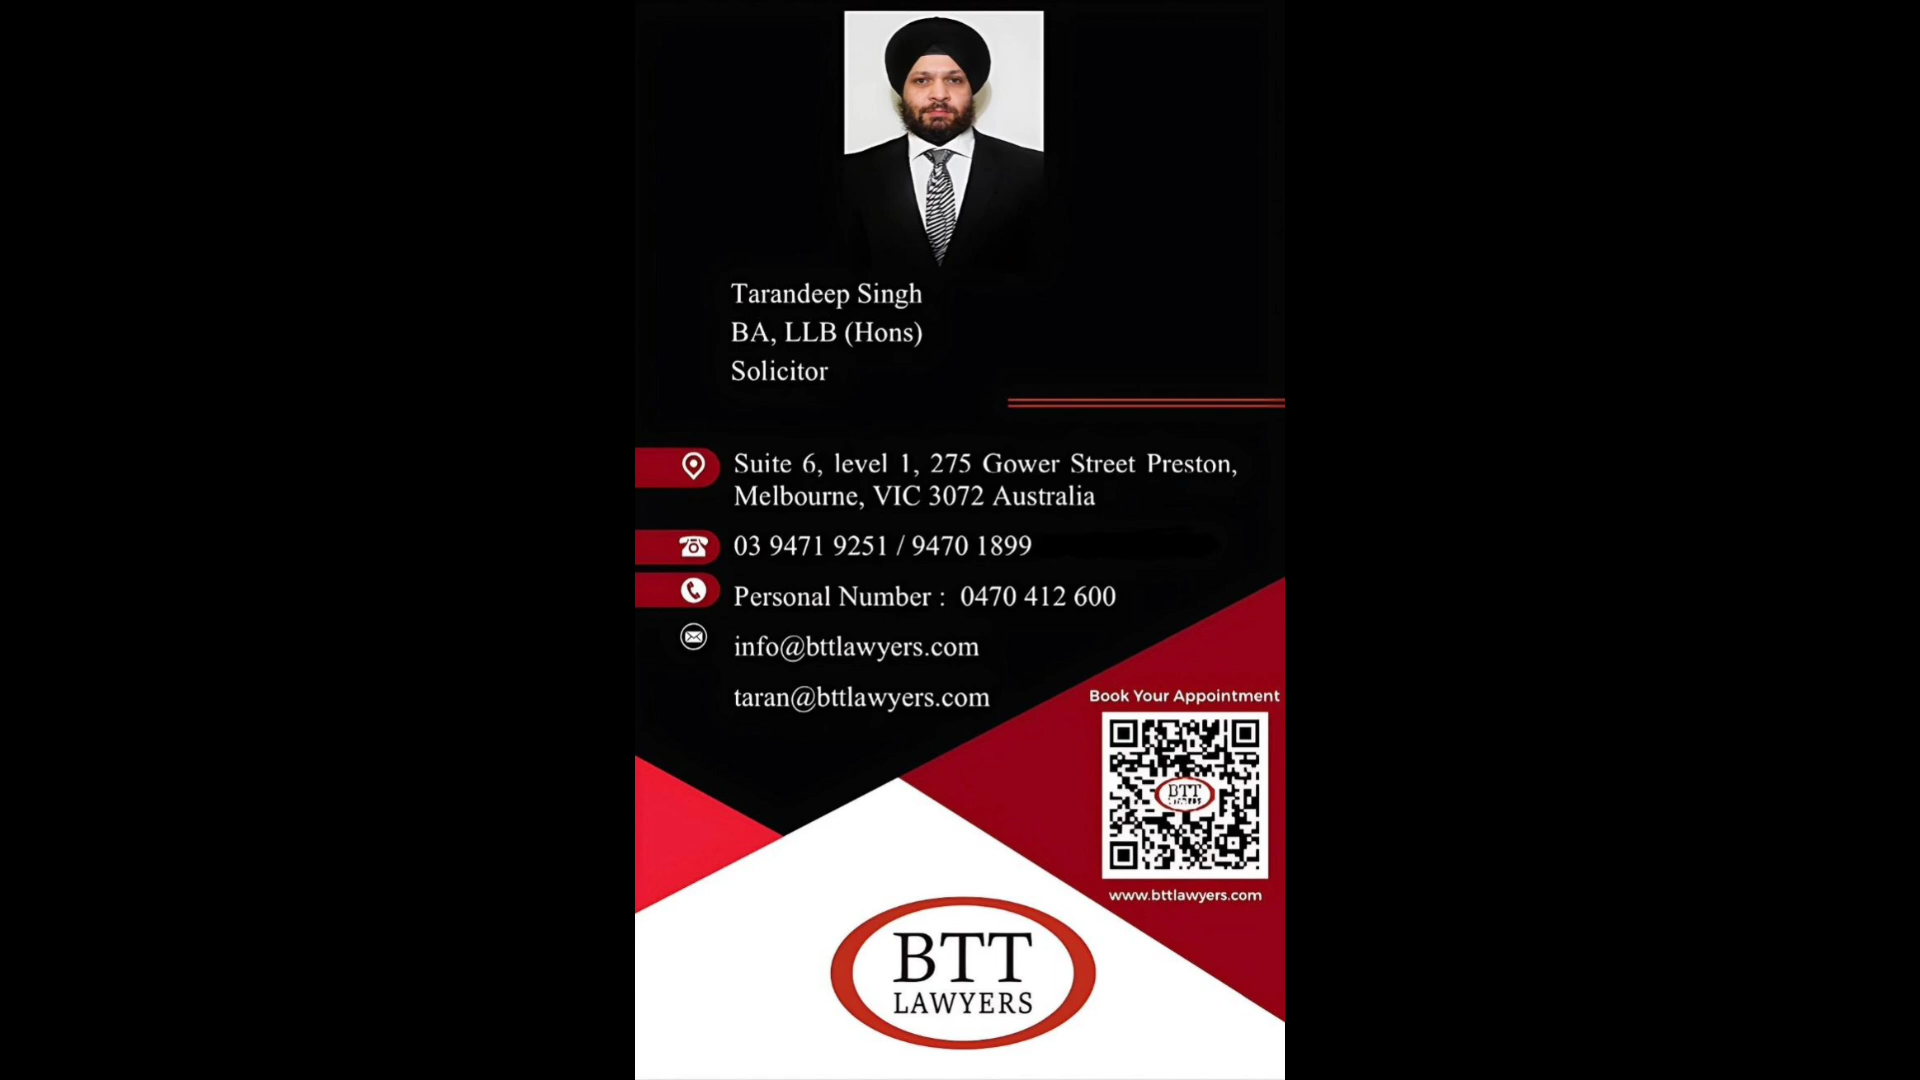 Tarandeep Singh
BA, LLB (Hons)
Solicitor
Suite 6, level 1, 275 Gower Street Preston,
Melbourne, VIC 3072 Australia
03 9471 9251 / 9470 1899
Personal Number : 0470 412 600
info@bttlawyers.com
taran@bttlawyers.com
Book Your Appointment
BTT
LAWYERS
www.bttlawyers.com
BTT
LAWYERS